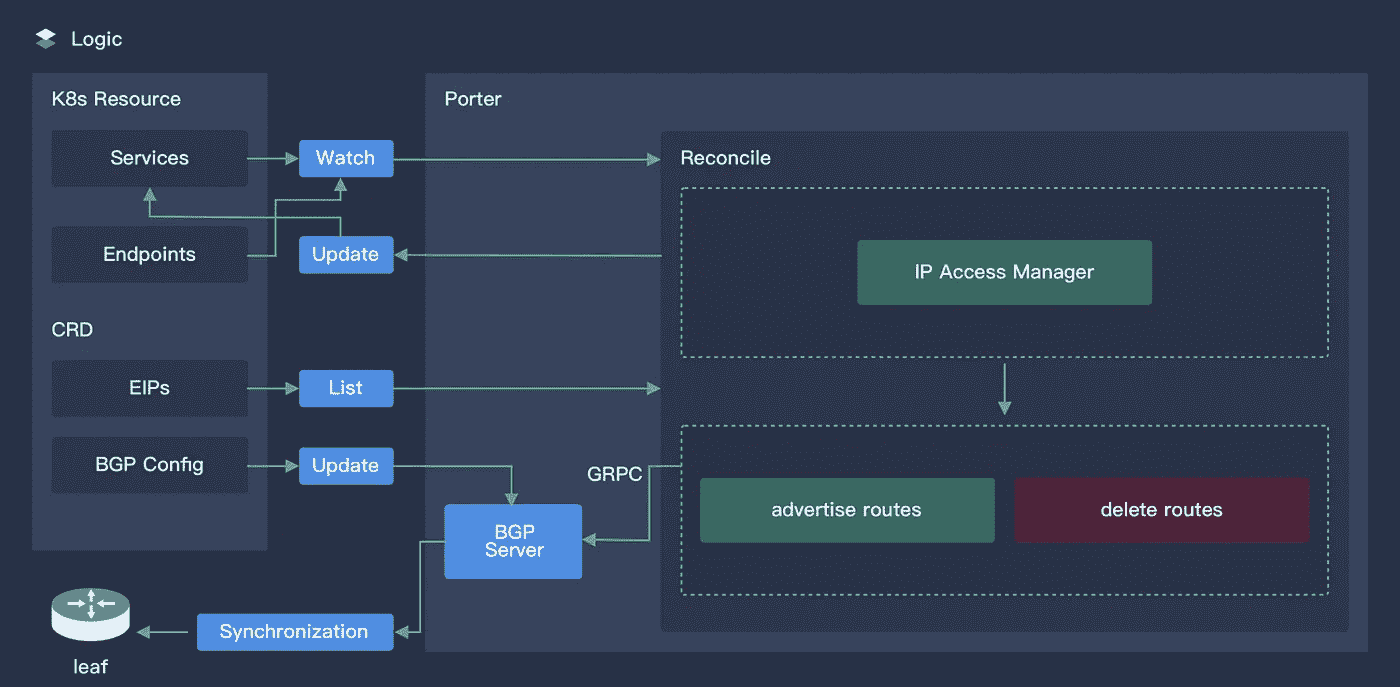 Logic
K8s Resource
Services
Endpoints
CRD
EIPs
BGP Config
Watch
Update
List
Update
Porter
Reconcile
IP Access Manager
GRPC
advertise routes
delete routes
BGP
Server
Synchronization
leaf